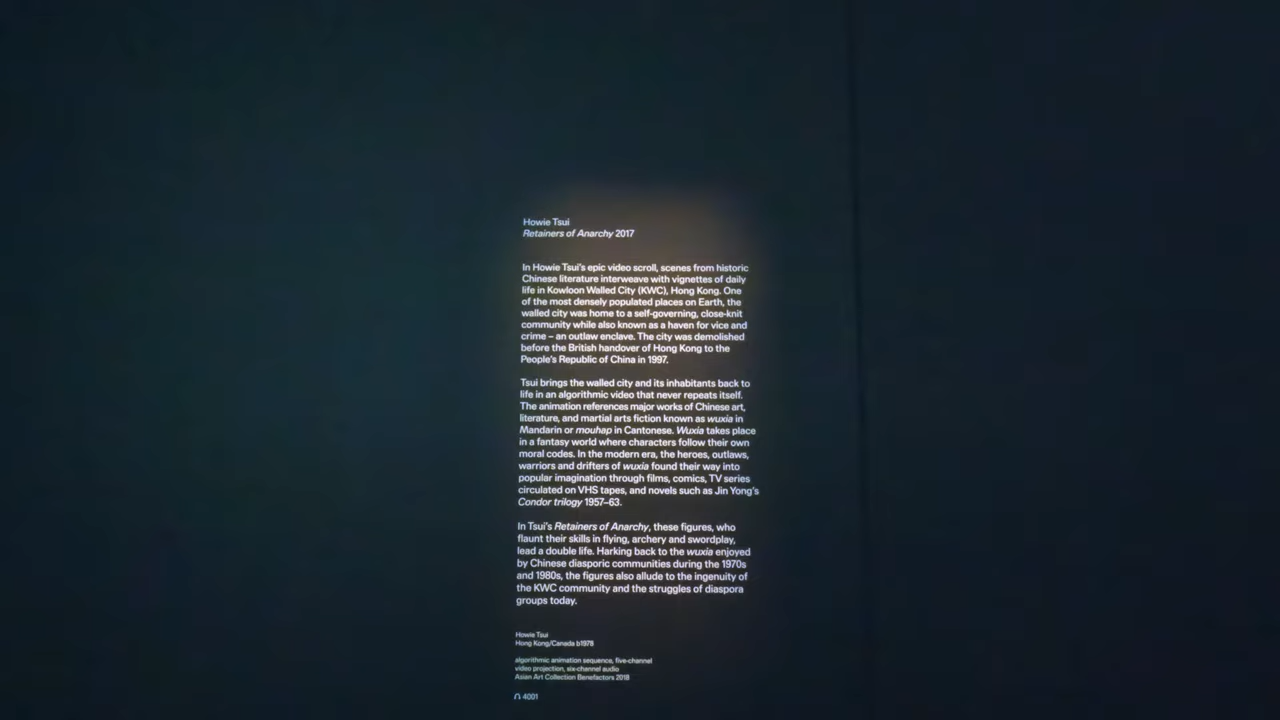 Howie Tsui
Retainers of Anarchy 2017
In Howie Tsui's epic video scroll, scenes from historic
Chinese literature interweave with vignettes of daily
life in Kowloon Walled City (KWC), Hong Kong. One
of the most densely populated places on Earth, the
walled city was home to a self-governing, close-knit
community while also known as a haven for vice and
crime – an outlaw enclave. The city was demolished
before the British handover of Hong Kong to the
People's Republic of China in 1997.
Tsui brings the walled city and its inhabitants back to
life in an algorithmic video that never repeats itself.
The animation references major works of Chinese art,
literature, and martial arts fiction known as wuxia in
Mandarin or mouhap in Cantonese. Wuxia takes place
in a fantasy world where characters follow their own
moral codes. In the modern era, the heroes, outlaws,
warriors and drifters of wuxia found their way into
popular imagination through films, comics, TV series
circulated on VHS tapes, and novels such as Jin Yong's
Condor trilogy 1957–63.
In Tsui's Retainers of Anarchy, these figures, who
flaunt their skills in flying, archery and swordplay,
lead a double life. Harking back to the wuxia enjoyed
by Chinese diasporic communities during the 1970s
and 1980s, the figures also allude to the ingenuity of
the KWC community and the struggles of diaspora
groups today.
Howie Tsui
Hong Kong/Canada b1978
algorithmic animation sequence, five-channel
video projection, six-channel audio
Asian Art Collection Benefactors 2018
4001